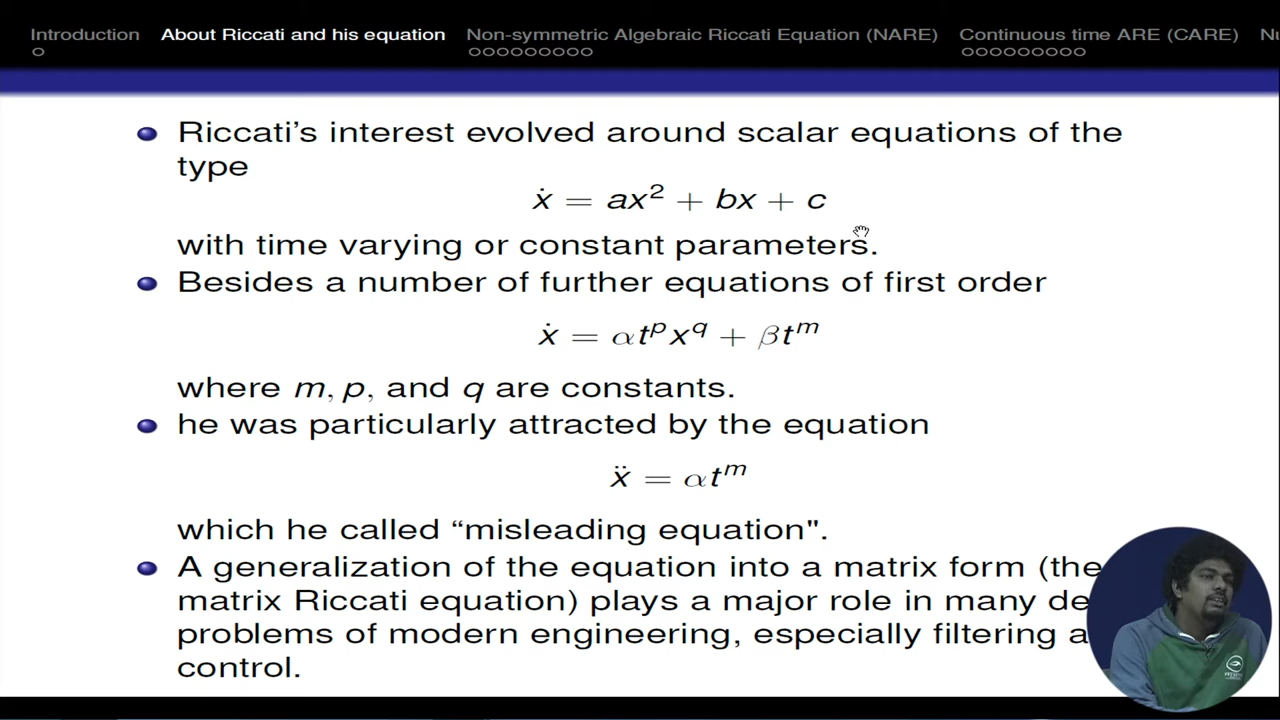 Introduction About Riccati and his equation Non-symmetric Algebraic Riccati Equation (NARE) Continuous time ARE (CARE)
Riccati’s interest evolved around scalar equations of the
type
ẋ = ax² + bx + c
with time varying or constant parameters.
Besides a number of further equations of first order
ẋ = αtᵖx^q + βtᵐ
where m, p, and q are constants.
he was particularly attracted by the equation
ẍ = αtᵐ
which he called “misleading equation".
A generalization of the equation into a matrix form (the
matrix Riccati equation) plays a major role in many
problems of modern engineering, especially filtering
control.